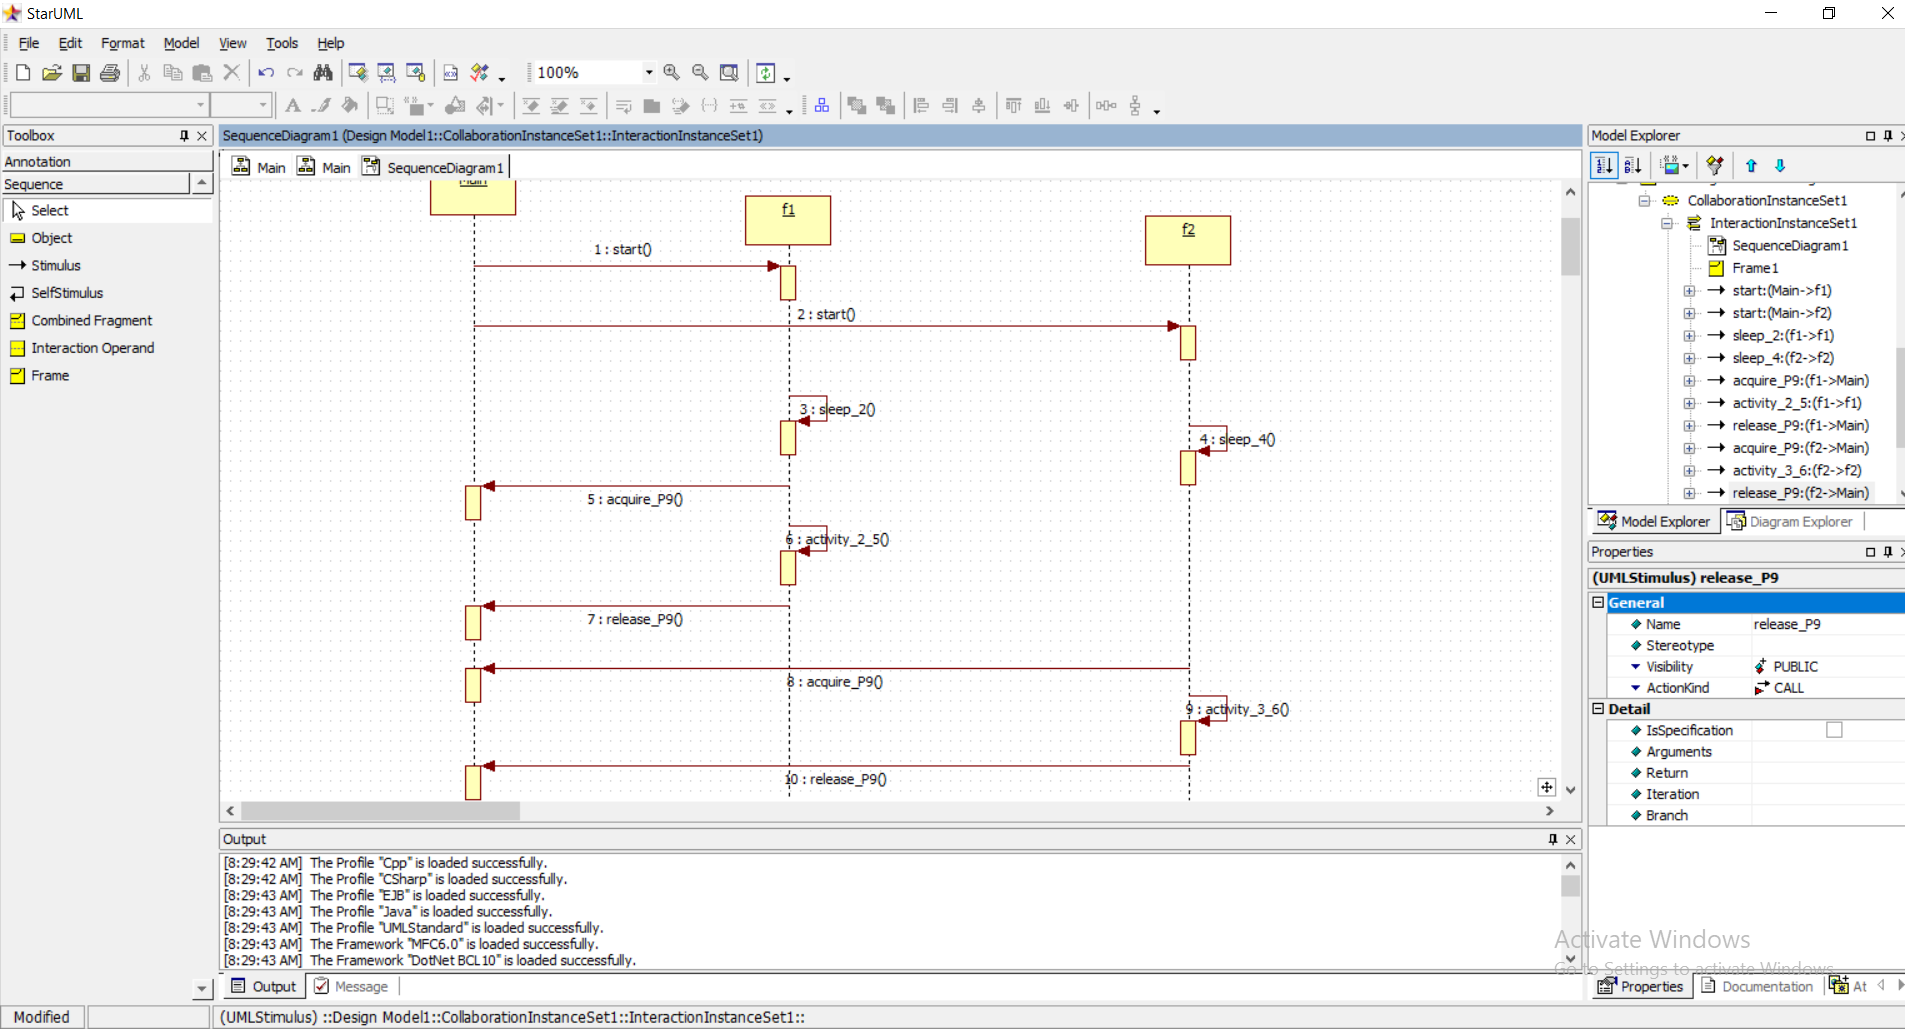 StarUML
File Edit Format Model View Tools Help
100%
Toolbox
Annotation
Sequence
Select
Object
Stimulus
SelfStimulus
Combined Fragment
Interaction Operand
Frame
SequenceDiagram1 (Design Model1::CollaborationInstanceSet1::InteractionInstanceSet1)
Main Main SequenceDiagram1
Main
f1
f2
1 : start()
2 : start()
3 : sleep_2()
4 : sleep_4()
5 : acquire_P9()
6 : activity_2_5()
7 : release_P9()
8 : acquire_P9()
9 : activity_3_6()
10 : release_P9()
Output
[8:29:42 AM] The Profile "Cpp" is loaded successfully.
[8:29:42 AM] The Profile "CSharp" is loaded successfully.
[8:29:43 AM] The Profile "EJB" is loaded successfully.
[8:29:43 AM] The Profile "Java" is loaded successfully.
[8:29:43 AM] The Profile "UMLStandard" is loaded successfully.
[8:29:43 AM] The Framework "MFC6.0" is loaded successfully.
[8:29:43 AM] The Framework "DotNet BCL10" is loaded successfully.
Output Message
Model Explorer
CollaborationInstanceSet1
InteractionInstanceSet1
SequenceDiagram1
Frame1
start:(Main->f1)
start:(Main->f2)
sleep_2:(f1->f1)
sleep_4:(f2->f2)
acquire_P9:(f1->Main)
activity_2_5:(f1->f1)
release_P9:(f1->Main)
acquire_P9:(f2->Main)
activity_3_6:(f2->f2)
release_P9:(f2->Main)
Model Explorer Diagram Explorer
Properties
(UMLStimulus) release_P9
General
Name release_P9
Stereotype
Visibility PUBLIC
ActionKind CALL
Detail
IsSpecification
Arguments
Return
Iteration
Branch
Activate Windows
Go to Settings to activate Windows.
Properties Documentation At
Modified
(UMLStimulus) ::Design Model1::CollaborationInstanceSet1::InteractionInstanceSet1::